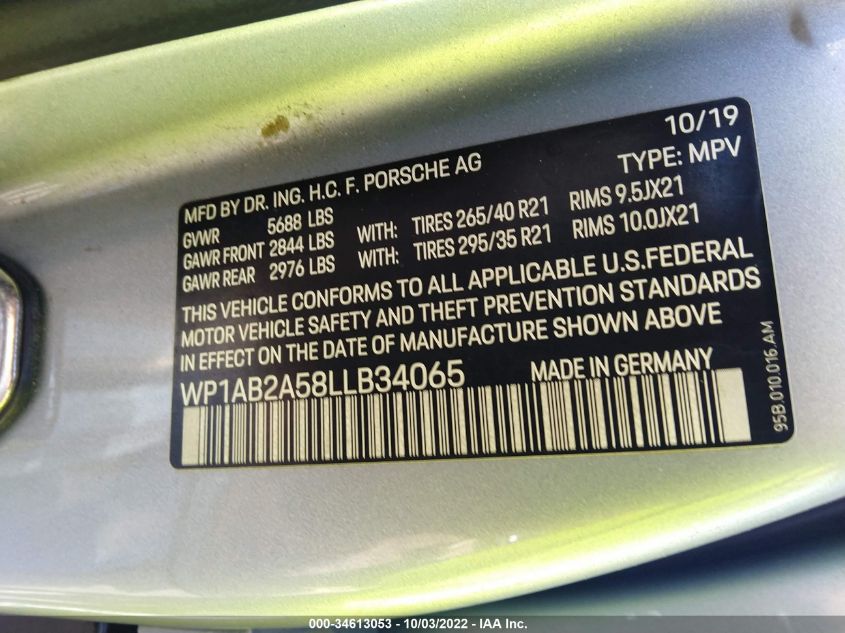 10/19
MFD BY DR. ING. H.C. F. PORSCHE AG TYPE: MPV
GVWR 5688 LBS
GAWR FRONT 2844 LBS WITH: TIRES 265/40 R21 RIMS 9.5JX21
GAWR REAR 2976 LBS WITH: TIRES 295/35 R21 RIMS 10.0JX21
THIS VEHICLE CONFORMS TO ALL APPLICABLE U.S.FEDERAL
MOTOR VEHICLE SAFETY AND THEFT PREVENTION STANDARDS
IN EFFECT ON THE DATE OF MANUFACTURE SHOWN ABOVE
WP1AB2A58LLB34065 MADE IN GERMANY
95B.010.016.AM
000-34613053 - 10/03/2022 - IAA Inc.